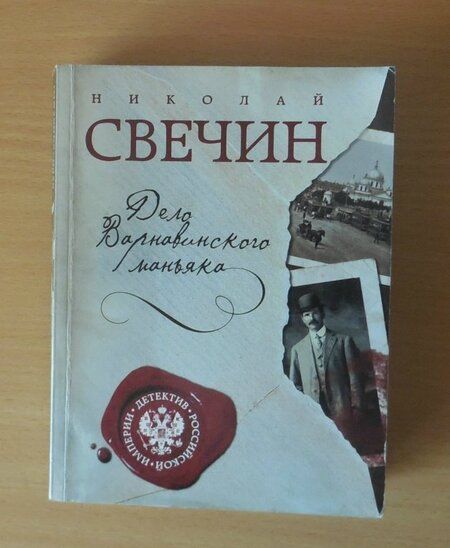 НИКОЛАЙ
СВЕЧИН
Дело
Варнавинского
маньяка
ДЕТЕКТИВ • РОССИЙСКОЙ • ИМПЕРИИ •